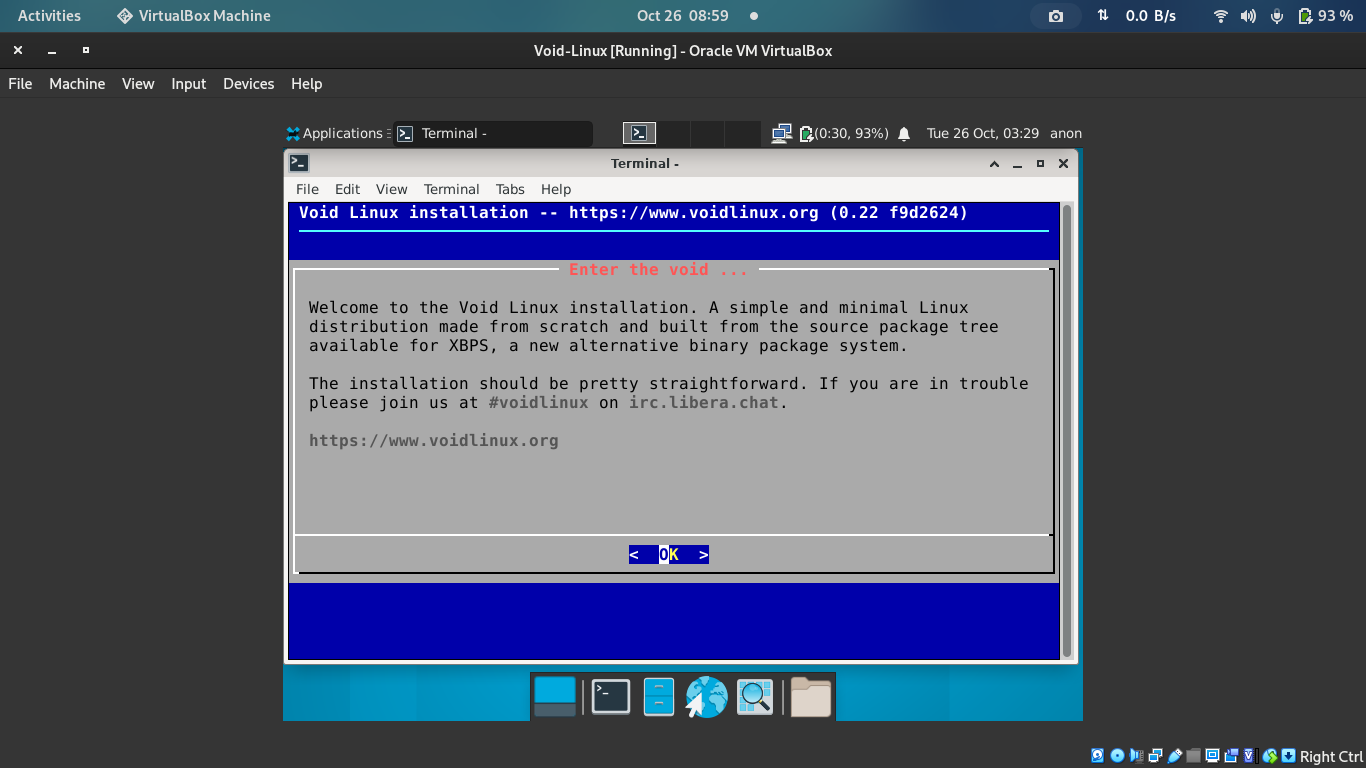 Activities VirtualBox Machine Oct 26 08:59 0.0 B/s 93 %
Void-Linux [Running] - Oracle VM VirtualBox
File Machine View Input Devices Help
Applications Terminal - (0:30, 93%) Tue 26 Oct, 03:29 anon
Terminal -
File Edit View Terminal Tabs Help
Void Linux installation -- https://www.voidlinux.org (0.22 f9d2624)
Enter the void ...
Welcome to the Void Linux installation. A simple and minimal Linux
distribution made from scratch and built from the source package tree
available for XBPS, a new alternative binary package system.
The installation should be pretty straightforward. If you are in trouble
please join us at #voidlinux on irc.libera.chat.
https://www.voidlinux.org
< OK >
Right Ctrl